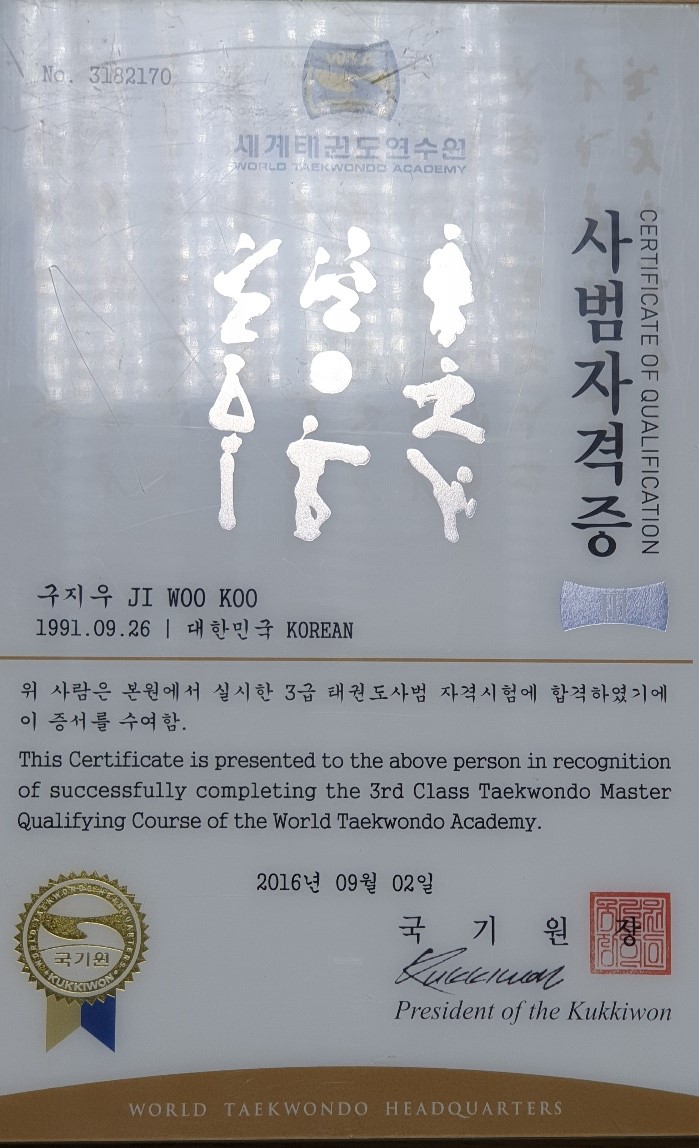 No. 3182170
세계태권도연수원
WORLD TAEKWONDO ACADEMY
사범자격증
CERTIFICATE OF QUALIFICATION
구지우 JI WOO KOO
1991.09.26 | 대한민국 KOREAN
위 사람은 본원에서 실시한 3급 태권도사범 자격시험에 합격하였기에
이 증서를 수여함.
This Certificate is presented to the above person in recognition
of successfully completing the 3rd Class Taekwondo Master
Qualifying Course of the World Taekwondo Academy.
2016년 09월 02일
국 기 원 장
Kukkiwon
President of the Kukkiwon
WORLD TAEKWONDO HEADQUARTERS
국기원
KUKKIWON
WORLD TAEKWONDO HEADQUARTERS